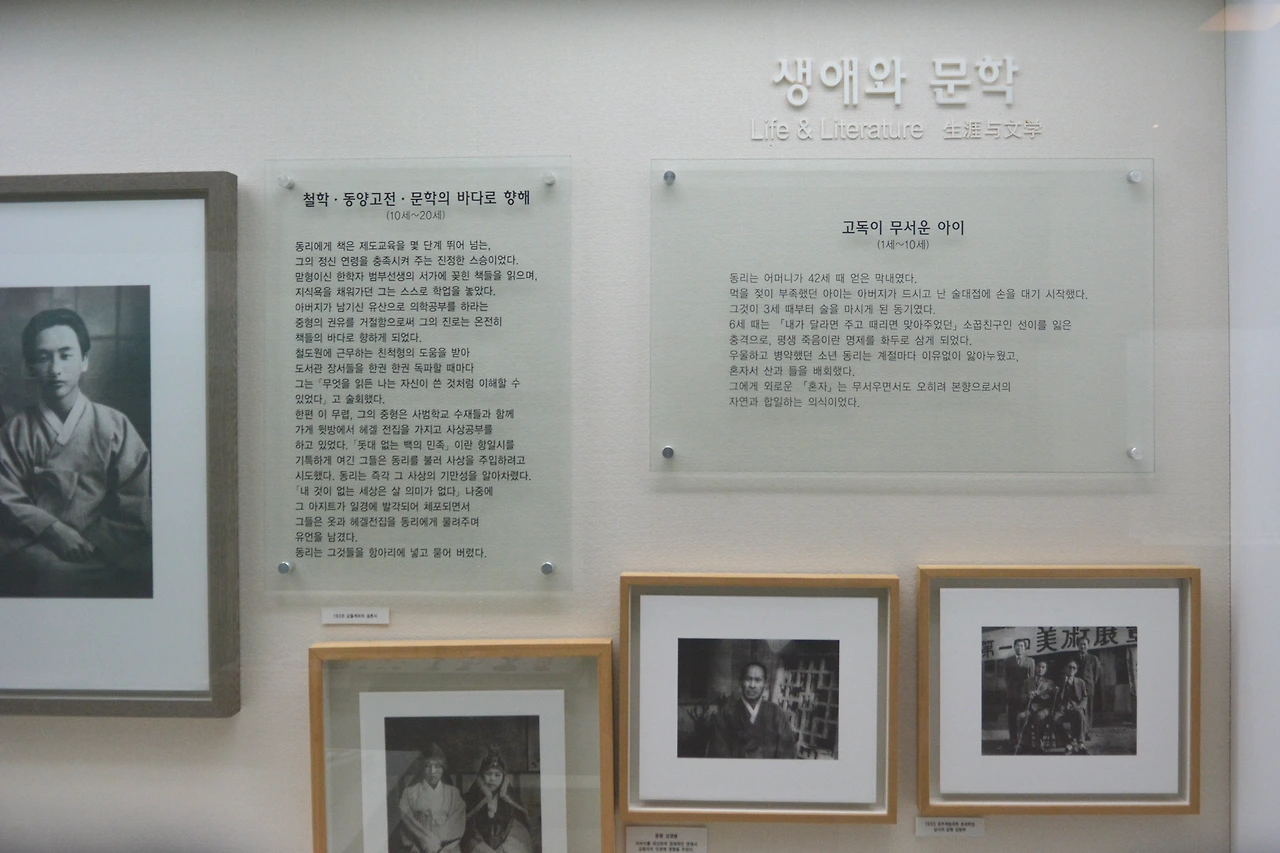 생애와 문학
Life & Literature 生涯与文学
고독이 무서운 아이
(1세~10세)
동리는 어머니가 42세 때 얻은 막내였다.
먹을 젖이 부족했던 아이는 아버지가 드시고 난 술대접에 손을 대기 시작했다.
그것이 3세 때부터 술을 마시게 된 동기였다.
6세 때는 「내가 달라면 주고 때리면 맞아주었던」 소꿉친구인 선이를 잃은
충격으로, 평생 죽음이란 명제를 화두로 삼게 되었다.
우울하고 병약했던 소년 동리는 계절마다 이유없이 앓아누웠고,
혼자서 산과 들을 배회했다.
그에게 외로운 「혼자」는 무서우면서도 오히려 본향으로서의
자연과 합일하는 의식이었다.
철학 · 동양고전 · 문학의 바다로 향해
(10세~20세)
동리에게 책은 제도교육을 몇 단계 뛰어 넘는,
그의 정신 연령을 충족시켜 주는 진정한 스승이었다.
맏형이신 한학자 범부선생의 서가에 꽂힌 책들을 읽으며,
지식욕을 채워가던 그는 스스로 학업을 놓았다.
아버지가 남기신 유산으로 의학공부를 하라는
중형의 권유를 거절함으로써 그의 진로는 온전히
책들의 바다로 향하게 되었다.
철도원에 근무하는 친척형의 도움을 받아
도서관 장서들을 한권 한권 독파할 때마다
그는 「무엇을 읽든 나는 자신이 쓴 것처럼 이해할 수
있었다」고 술회했다.
한편 이 무렵, 그의 중형은 사범학교 수재들과 함께
가게 뒷방에서 헤겔 전집을 가지고 사상공부를
하고 있었다. 「돛대 없는 백의 민족」이란 항일시를
기특하게 여긴 그들은 동리를 불러 사상을 주입하려고
시도했다. 동리는 즉각 그 사상의 기만성을 알아차렸다.
「내 것이 없는 세상은 살 의미가 없다」 나중에
그 아지트가 일경에 발각되어 체포되면서
그들은 옷과 헤겔전집을 동리에게 물려주며
유언을 남겼다.
동리는 그것들을 항아리에 넣고 묻어 버렸다.
美術展